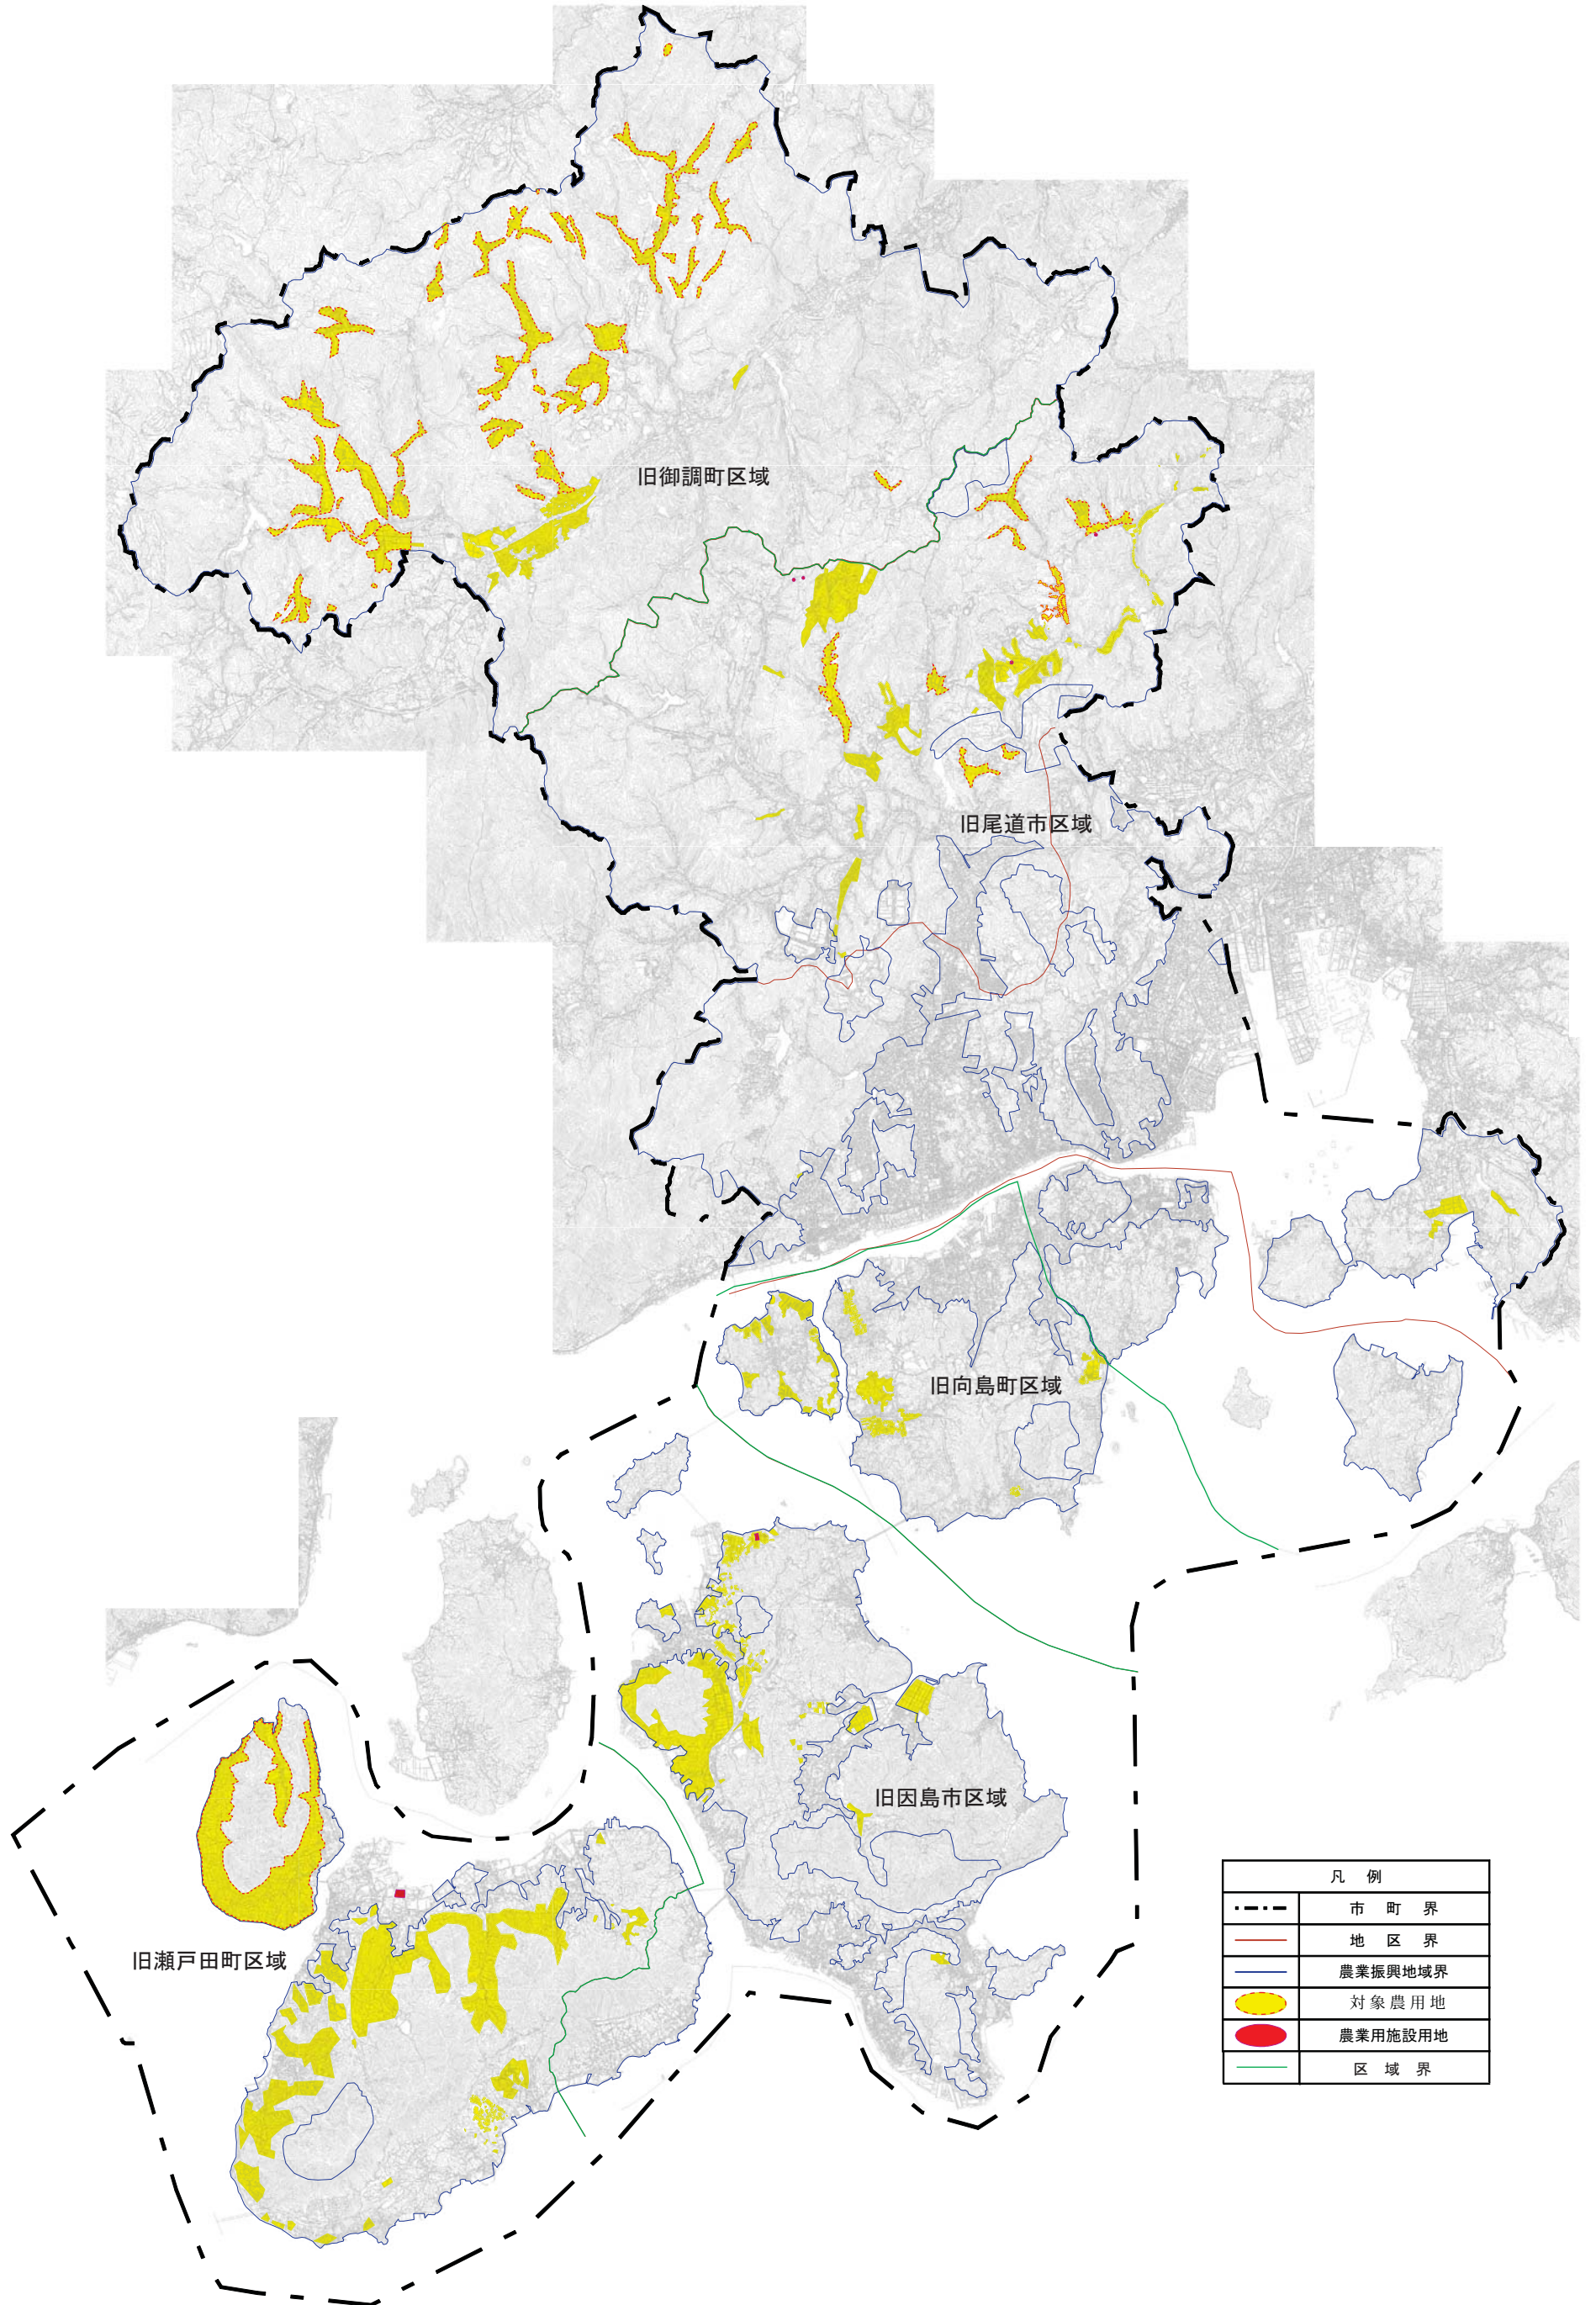 旧御調町区域
旧尾道市区域
旧向島町区域
旧因島市区域
旧瀬戸田町区域
凡 例
市 町 界
地 区 界
農業振興地域界
対象農用地
農業用施設用地
区 域 界